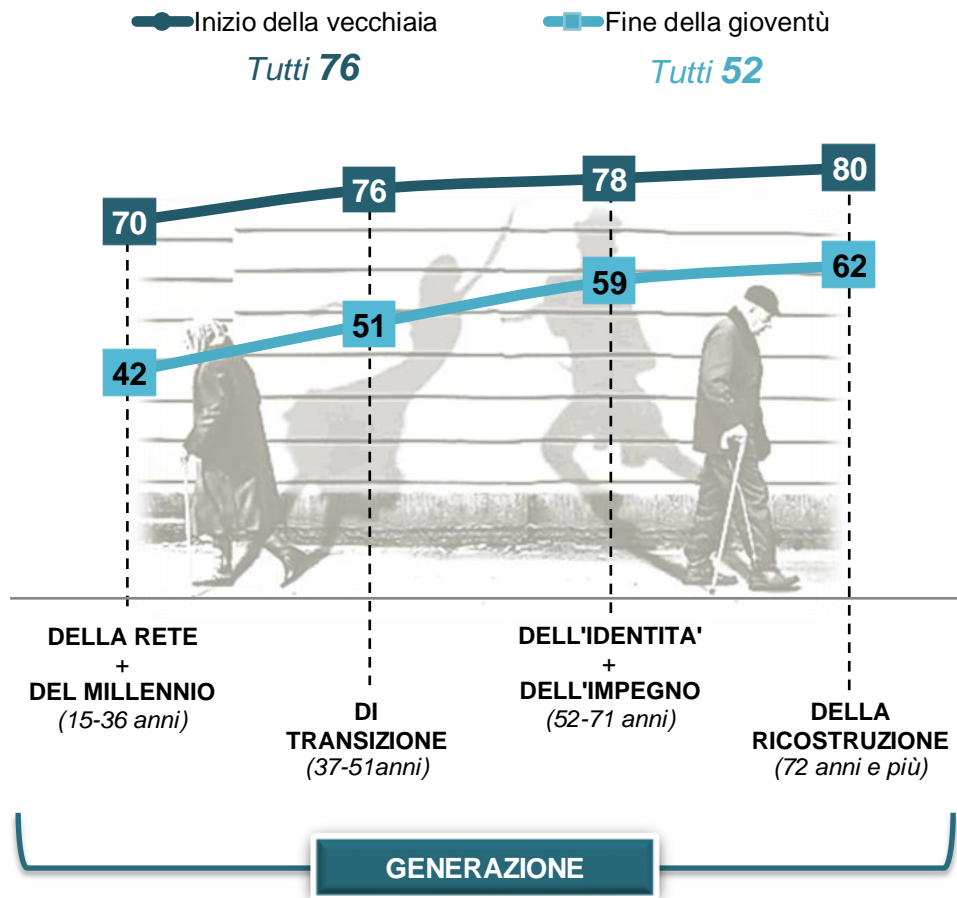 Inizio della vecchiaia
Fine della gioventù
Tutti 76
Tutti 52
70
76
78
80
42
51
59
62
DELLA RETE
+
DEL MILLENNIO
(15-36 anni)
DI
TRANSIZIONE
(37-51anni)
DELL'IDENTITA'
+
DELL'IMPEGNO
(52-71 anni)
DELLA
RICOSTRUZIONE
(72 anni e più)
GENERAZIONE